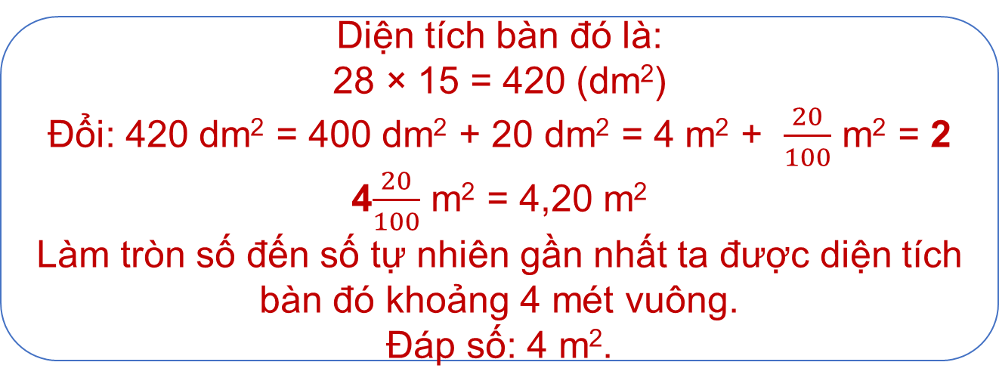 Diện tích bàn đó là:
28 × 15 = 420 (dm²)
Đổi: 420 dm² = 400 dm² + 20 dm² = 4 m² + 20/100 m² = 2
4 20/100 m² = 4,20 m²
Làm tròn số đến số tự nhiên gần nhất ta được diện tích
bàn đó khoảng 4 mét vuông.
Đáp số: 4 m².